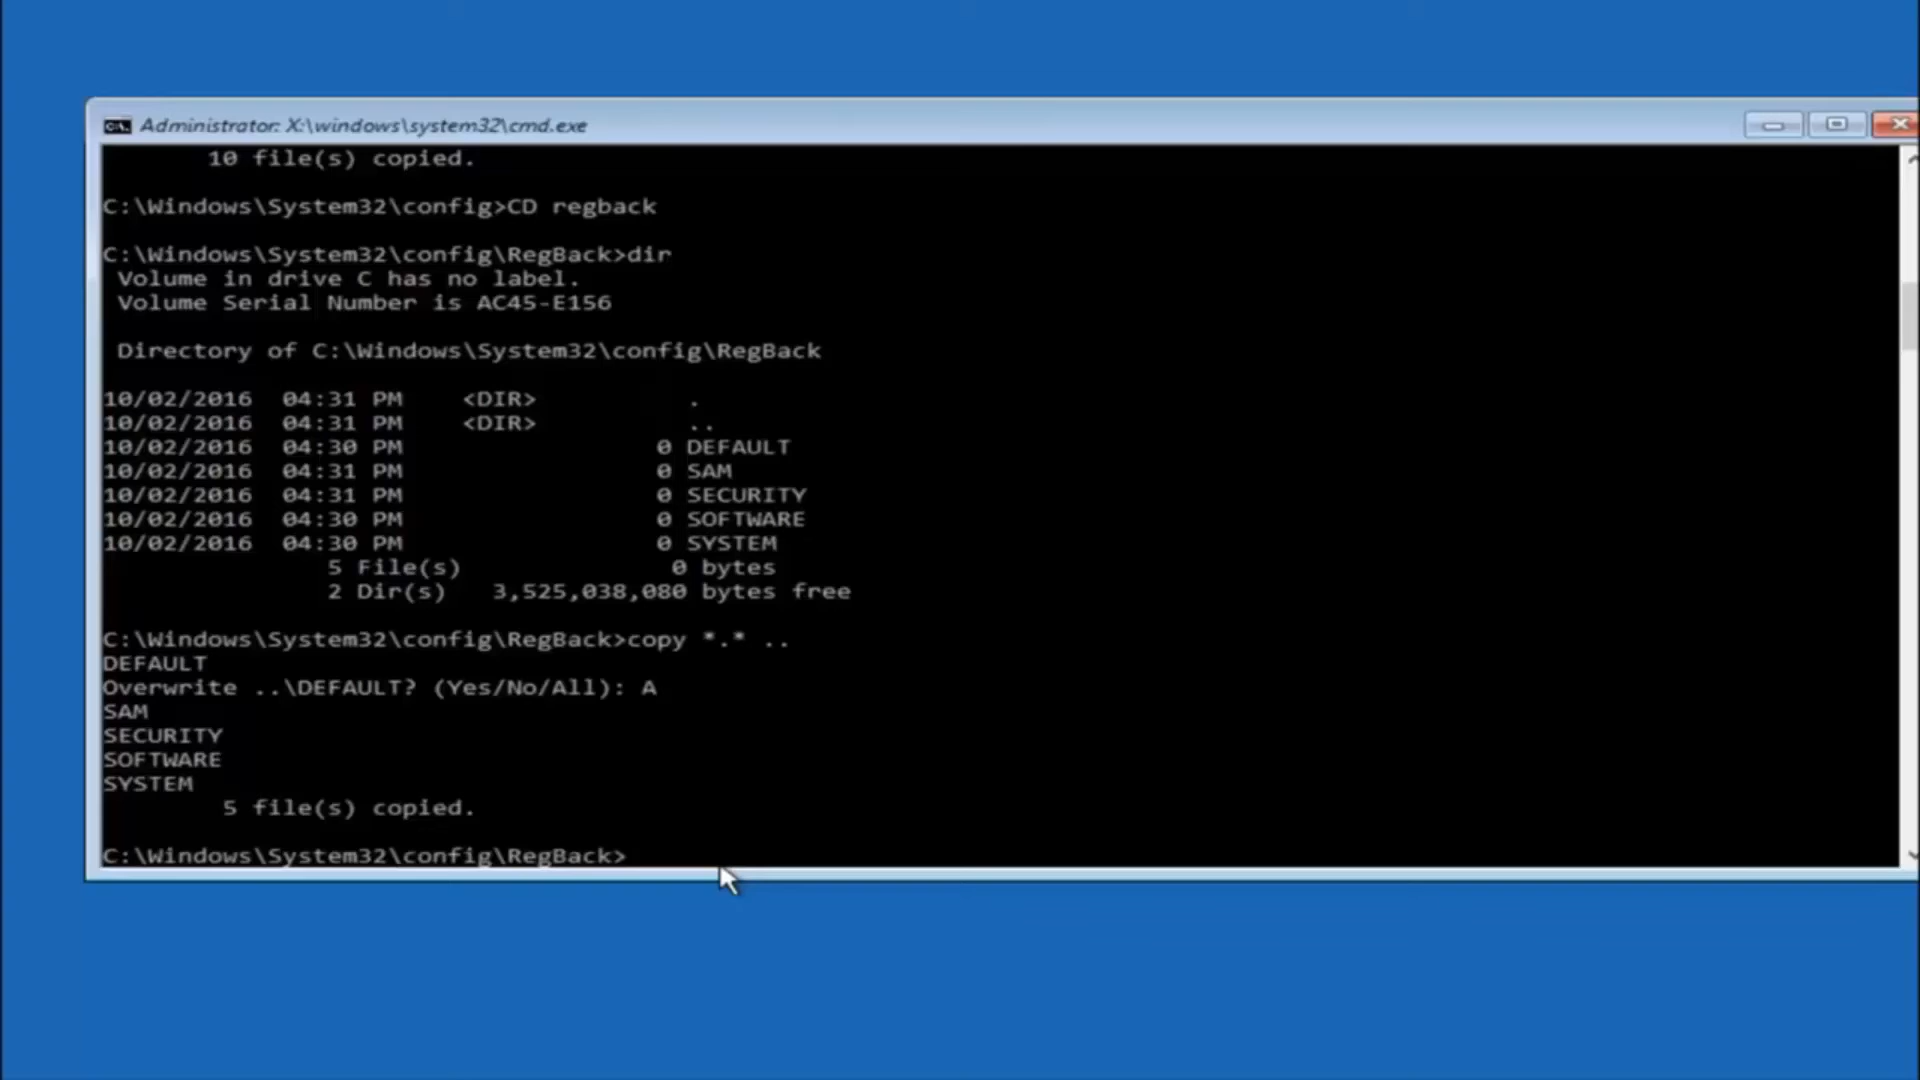 Administrator: X:\windows\system32\cmd.exe
10 file(s) copied.
C:\Windows\System32\config>CD regback
C:\Windows\System32\config\RegBack>dir
Volume in drive C has no label.
Volume Serial Number is AC45-E156
Directory of C:\Windows\System32\config\RegBack
10/02/2016 04:31 PM <DIR> .
10/02/2016 04:31 PM <DIR> ..
10/02/2016 04:30 PM 0 DEFAULT
10/02/2016 04:31 PM 0 SAM
10/02/2016 04:31 PM 0 SECURITY
10/02/2016 04:30 PM 0 SOFTWARE
10/02/2016 04:30 PM 0 SYSTEM
5 File(s) 0 bytes
2 Dir(s) 3,525,038,080 bytes free
C:\Windows\System32\config\RegBack>copy *.* ..
DEFAULT
Overwrite ..\DEFAULT? (Yes/No/All): A
SAM
SECURITY
SOFTWARE
SYSTEM
5 file(s) copied.
C:\Windows\System32\config\RegBack>